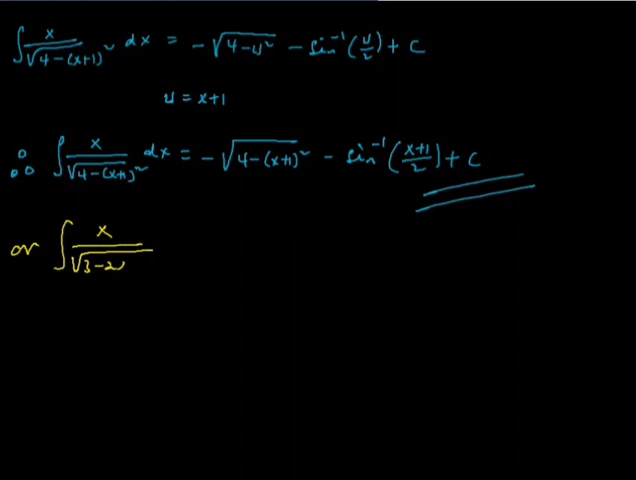 ∫ x/√(4-(x+1)² dx = -√(4-u²) - sin⁻¹(u/2) + c
u = x+1
∴ ∫ x/√(4-(x+1)² dx = -√(4-(x+1)²) - sin⁻¹((x+1)/2) + c
or ∫ x/√(3-2